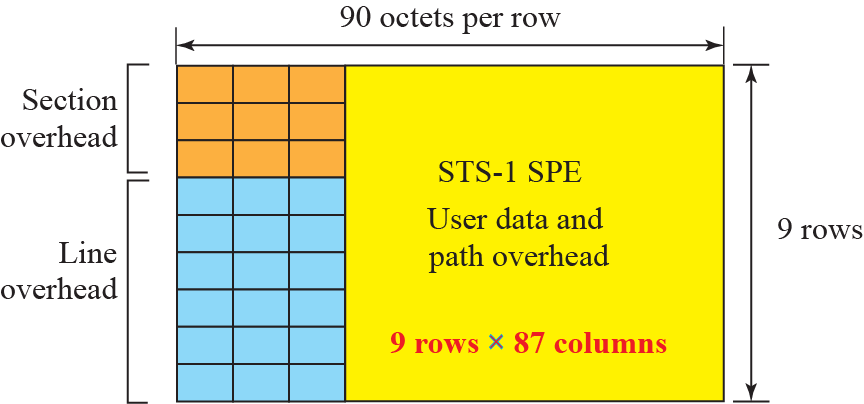 90 octets per row
Section
overhead
STS-1 SPE
User data and
path overhead
9 rows
Line
overhead
9 rows × 87 columns